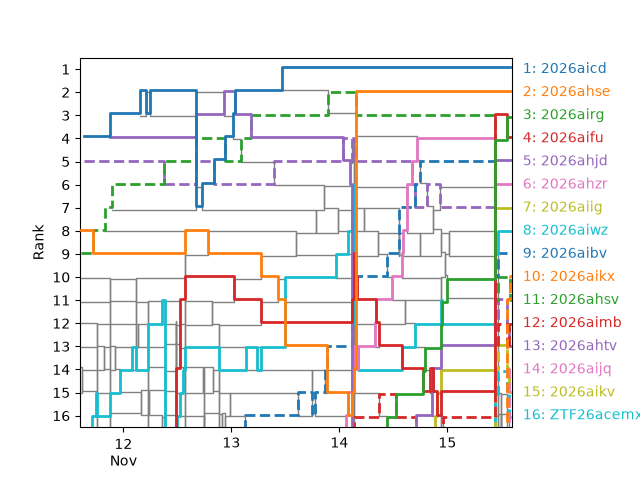 1
2
3
4
5
6
7
8
9
10
11
12
13
14
15
16
Rank
12
13
14
15
Nov
1: 2026aicd
2: 2026ahse
3: 2026airg
4: 2026aifu
5: 2026ahjd
6: 2026ahzr
7: 2026aiig
8: 2026aiwz
9: 2026aibv
10: 2026aikx
11: 2026ahsv
12: 2026aimb
13: 2026ahtv
14: 2026aijq
15: 2026aikv
16: ZTF26acemx